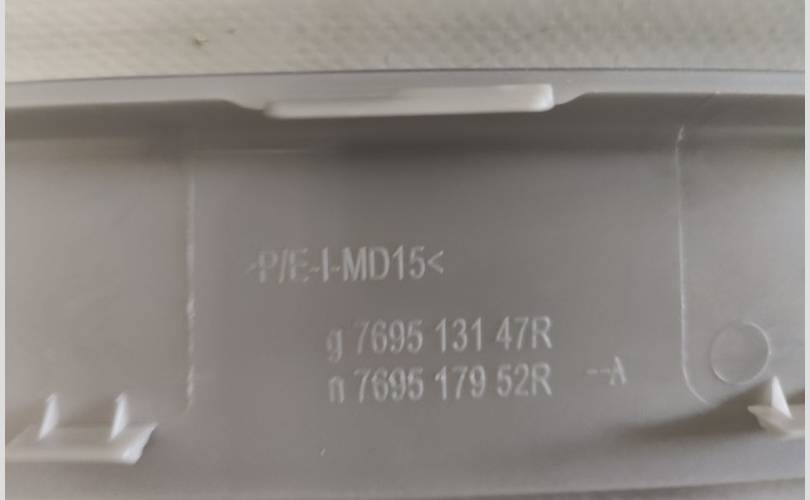 >P/E-I-MD15<
g 7695 131 47R
n 7695 179 52R --A